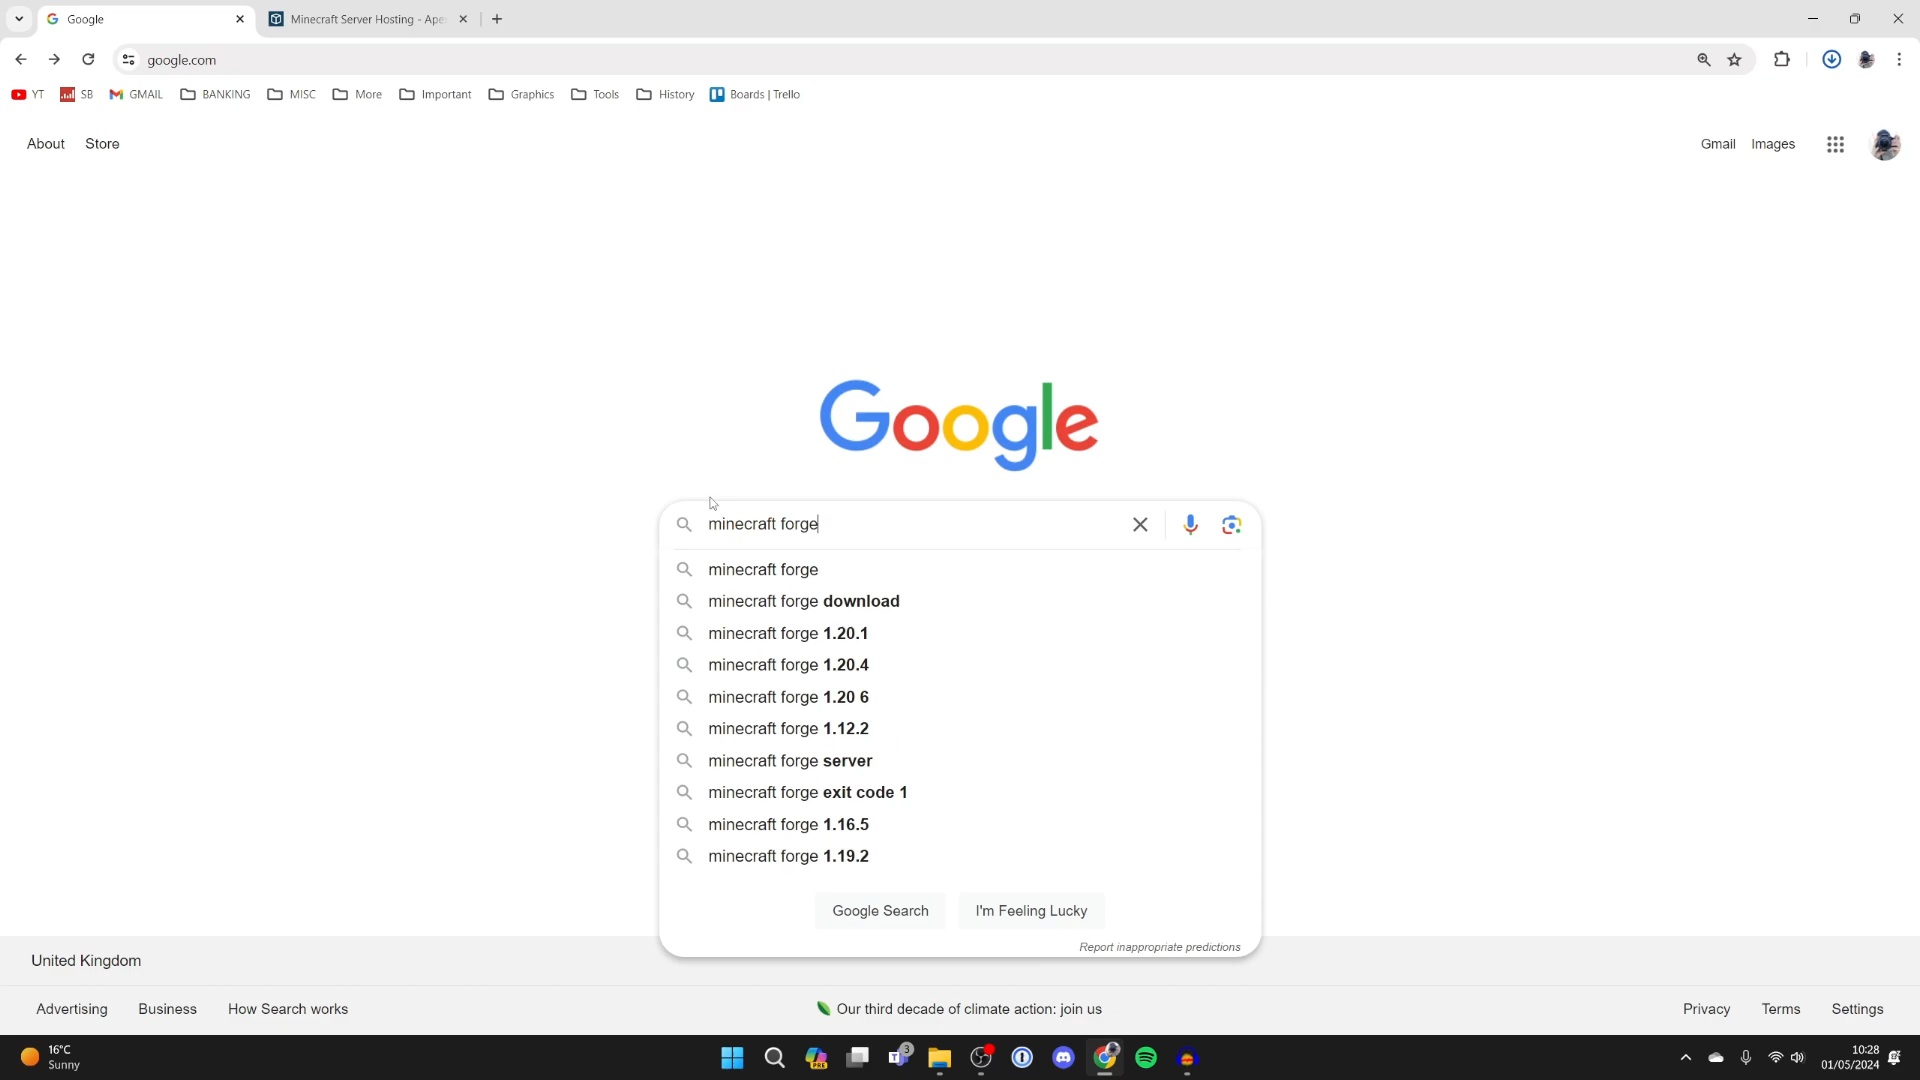 Google
Minecraft Server Hosting - Ape
google.com
YT
SB
GMAIL
BANKING
MISC
More
Important
Graphics
Tools
History
Boards | Trello
About
Store
Gmail
Images
Google
minecraft forge
minecraft forge
minecraft forge download
minecraft forge 1.20.1
minecraft forge 1.20.4
minecraft forge 1.20 6
minecraft forge 1.12.2
minecraft forge server
minecraft forge exit code 1
minecraft forge 1.16.5
minecraft forge 1.19.2
Google Search
I'm Feeling Lucky
Report inappropriate predictions
United Kingdom
Advertising
Business
How Search works
Our third decade of climate action: join us
Privacy
Terms
Settings
16°C
Sunny
PRE
3
10:28
01/05/2024